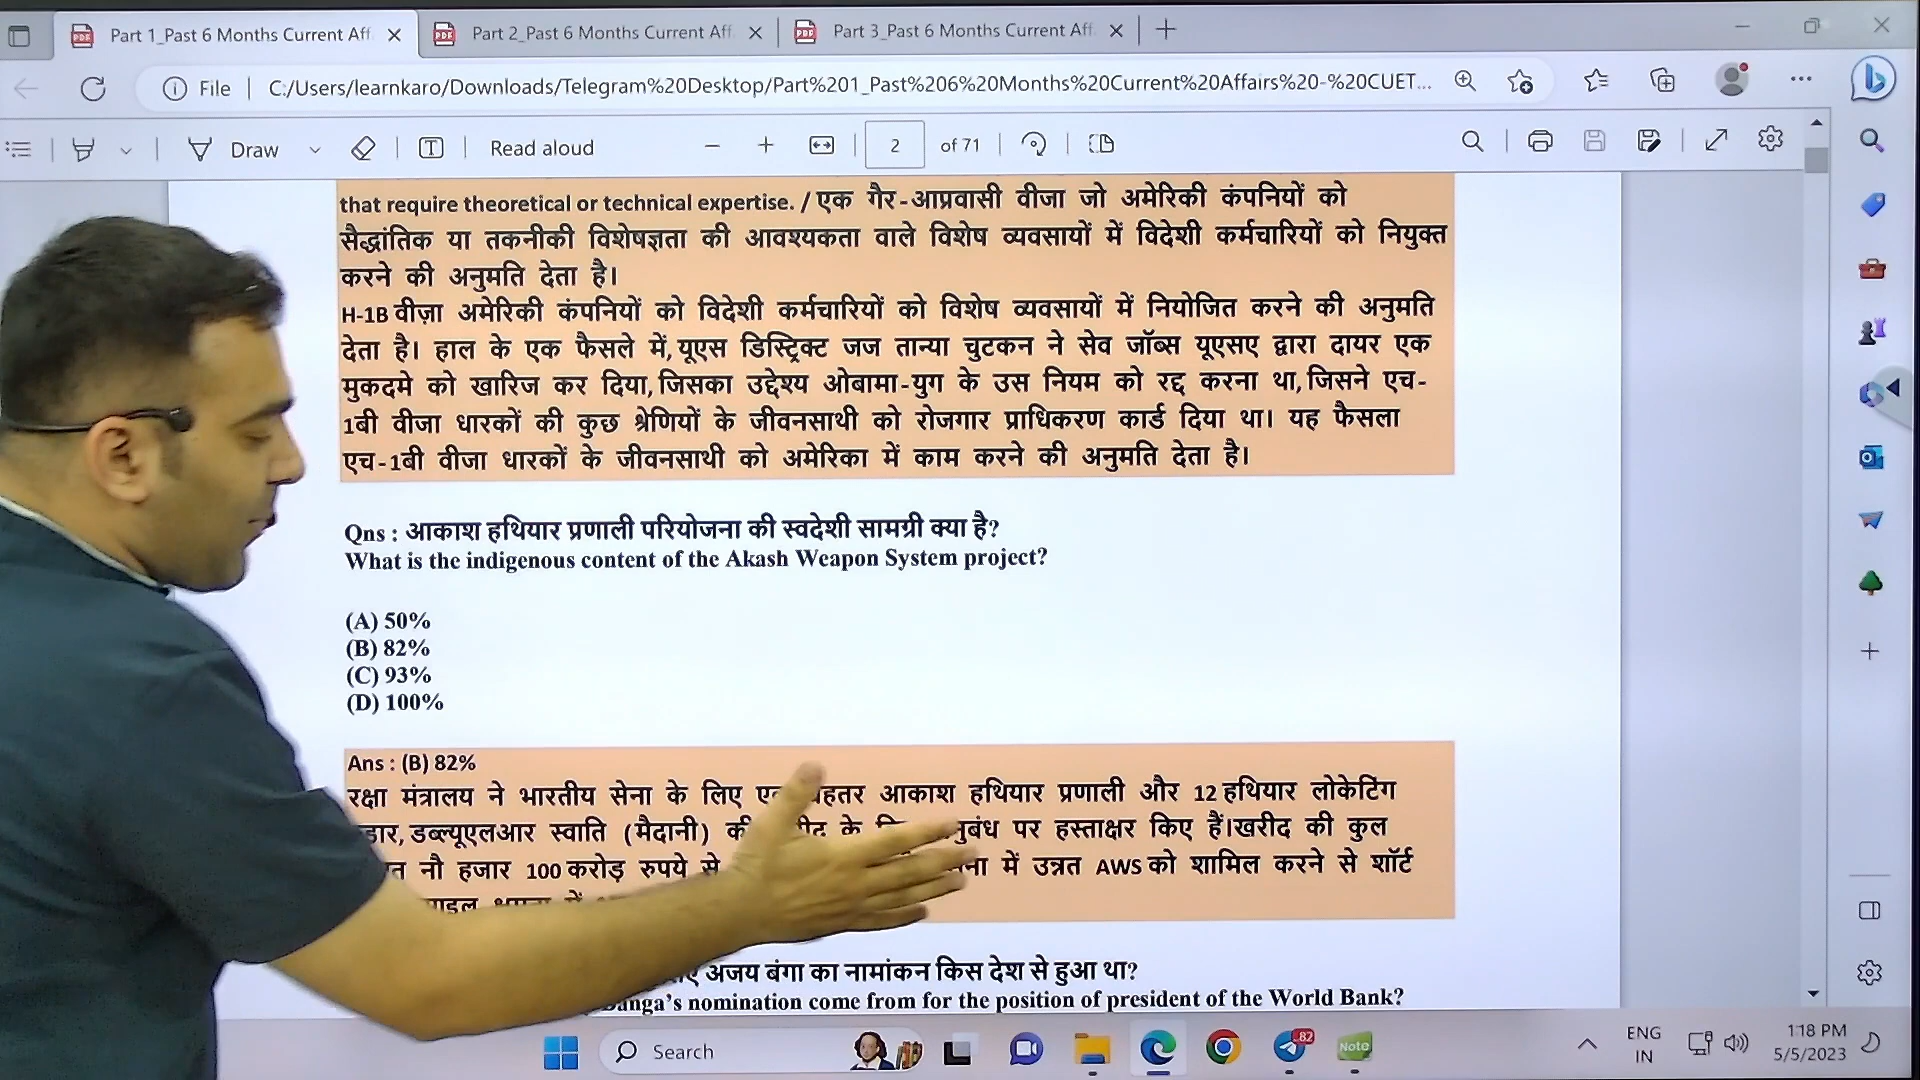 Part 1_Past 6 Months Current Aff
Part 2_Past 6 Months Current Aff
Part 3_Past 6 Months Current Aff
File
C:/Users/learnkaro/Downloads/Telegram%20Desktop/Part%201_Past%206%20Months%20Current%20Affairs%20-%20CUET...
Draw
T
Read aloud
2
of 71
that require theoretical or technical expertise. / एक गैर-आप्रवासी वीजा जो अमेरिकी कंपनियों को
सैद्धांतिक या तकनीकी विशेषज्ञता की आवश्यकता वाले विशेष व्यवसायों में विदेशी कर्मचारियों को नियुक्त
करने की अनुमति देता है।
H-1B वीज़ा अमेरिकी कंपनियों को विदेशी कर्मचारियों को विशेष व्यवसायों में नियोजित करने की अनुमति
देता है। हाल के एक फैसले में, यूएस डिस्ट्रिक्ट जज तान्या चुटकन ने सेव जॉब्स यूएसए द्वारा दायर एक
मुकदमे को खारिज कर दिया, जिसका उद्देश्य ओबामा-युग के उस नियम को रद्द करना था, जिसने एच-
1बी वीजा धारकों की कुछ श्रेणियों के जीवनसाथी को रोजगार प्राधिकरण कार्ड दिया था। यह फैसला
एच-1बी वीजा धारकों के जीवनसाथी को अमेरिका में काम करने की अनुमति देता है।
Qns : आकाश हथियार प्रणाली परियोजना की स्वदेशी सामग्री क्या है?
What is the indigenous content of the Akash Weapon System project?
(A) 50%
(B) 82%
(C) 93%
(D) 100%
Ans : (B) 82%
रक्षा मंत्रालय ने भारतीय सेना के लिए आकाश हथियार प्रणाली और 12 हथियार लोकेटिंग
डब्ल्यूएलआर स्वाति (मैदानी) के पर हस्ताक्षर किए हैं।खरीद की कुल
नौ हजार 100 करोड़ रुपये से में उन्नत AWS को शामिल करने से शॉर्ट
अजय बंगा का नामांकन किस देश से हुआ था?
nomination come from for the position of president of the World Bank?
Search
82
Note
ENG
IN
1:18 PM
5/5/2023